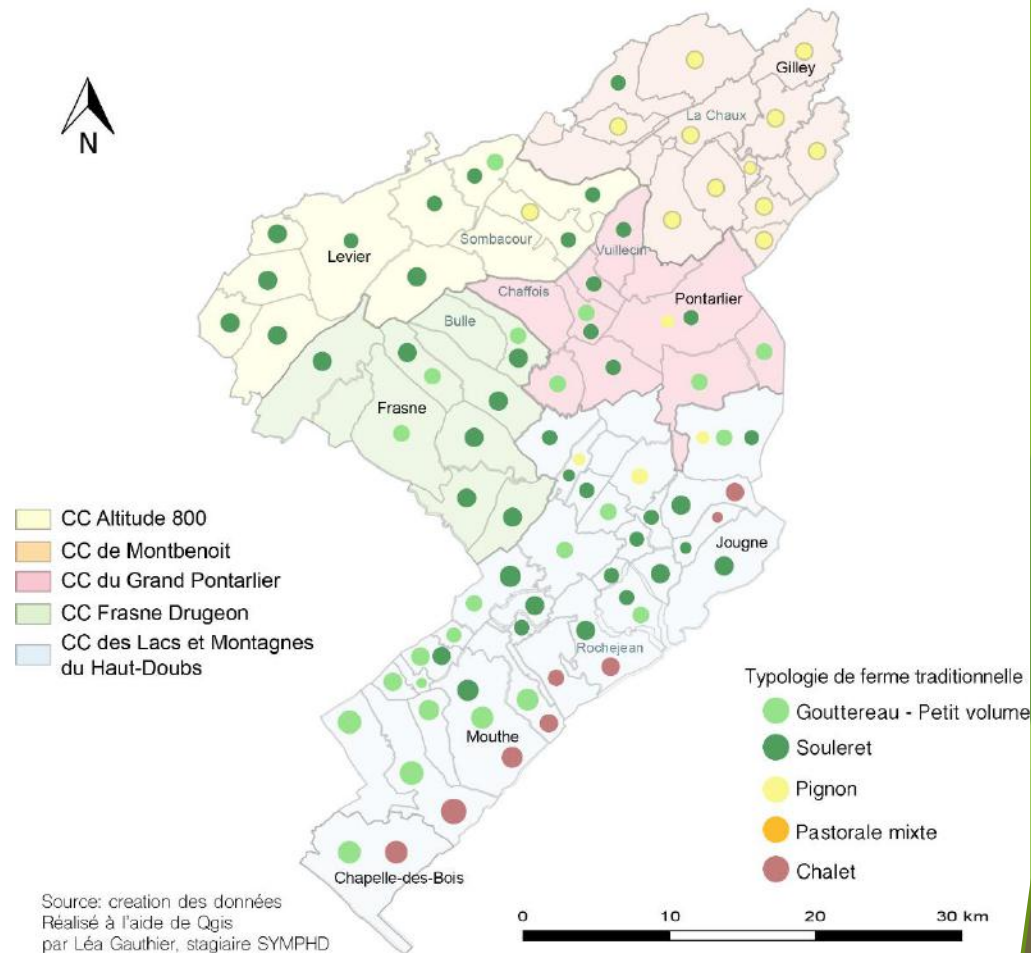 N
Gilley
La Chaux
Levier
Sombacour
Vuillecin
Chaffois
Pontarlier
Bulle
Frasne
CC Altitude 800
CC de Montbenoit
CC du Grand Pontarlier
CC Frasne Drugeon
CC des Lacs et Montagnes
du Haut-Doubs
Jougne
Rochejean
Mouthe
Chapelle-des-Bois
Typologie de ferme traditionnelle
Gouttereau - Petit volume
Souleret
Pignon
Pastorale mixte
Chalet
Source: creation des données
Réalisé à l'aide de Qgis
par Léa Gauthier, stagiaire SYMPHD
0 10 20 30 km